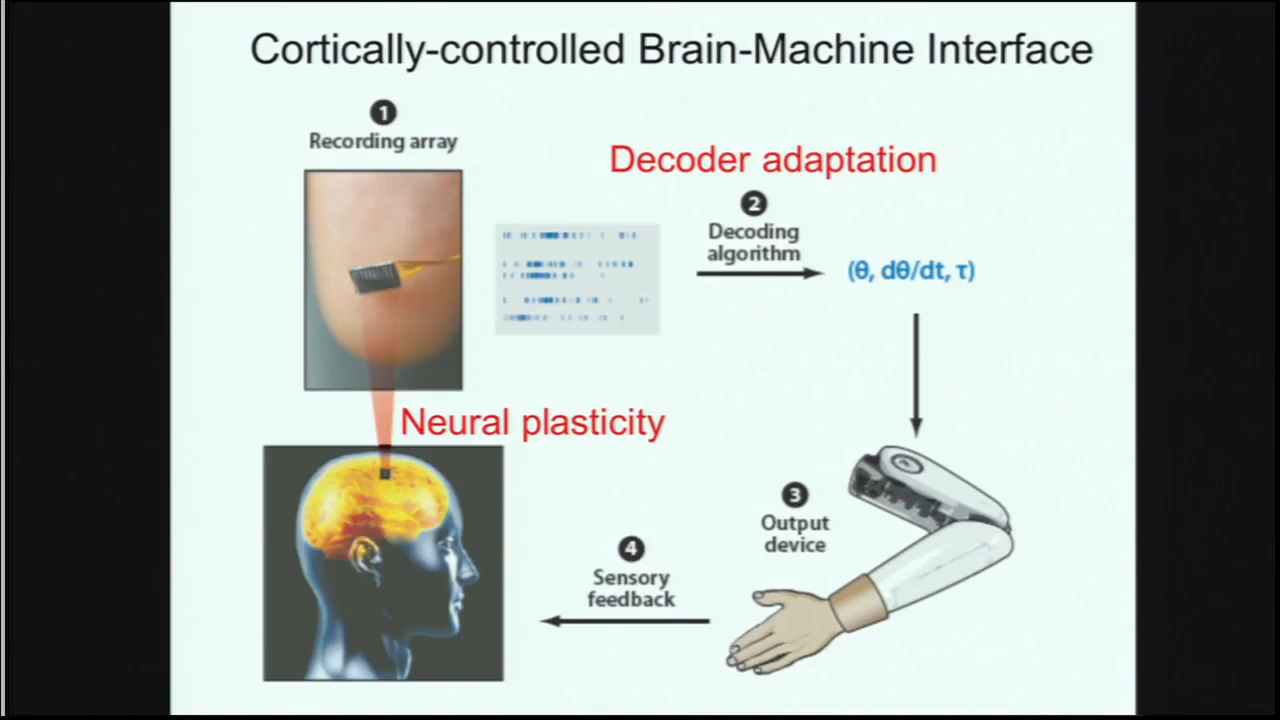 Cortically-controlled Brain-Machine Interface
1
Recording array
Decoder adaptation
2
Decoding
algorithm
(θ, dθ/dt, τ)
Neural plasticity
3
Output
device
4
Sensory
feedback